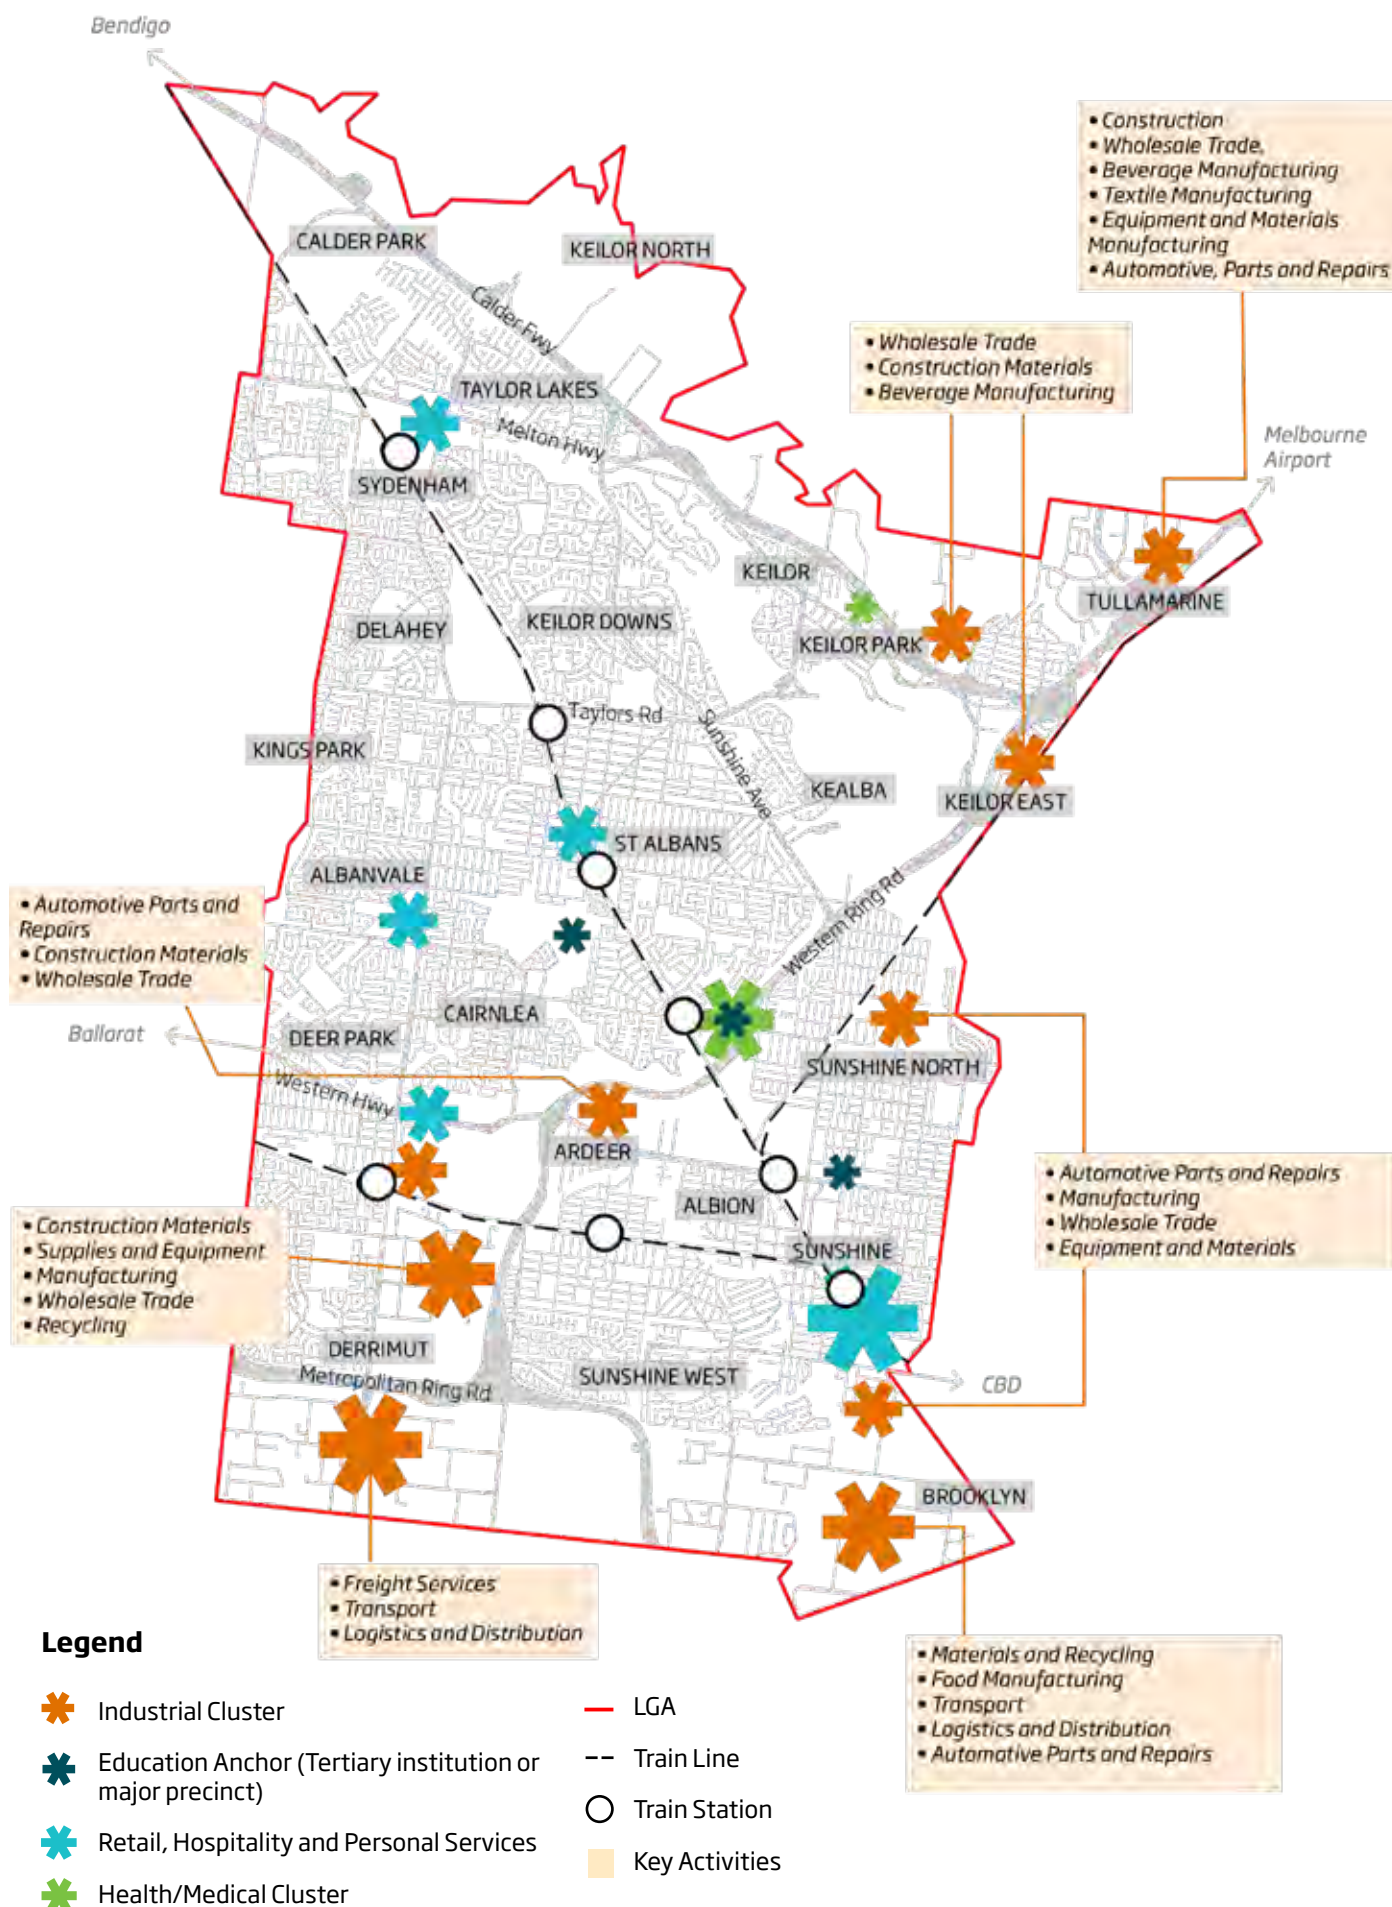 Bendigo
• Construction
• Wholesale Trade,
• Beverage Manufacturing
• Textile Manufacturing
• Equipment and Materials
Manufacturing
• Automotive, Parts and Repairs
CALDER PARK
KEILOR NORTH
Calder Fwy
• Wholesale Trade
• Construction Materials
• Beverage Manufacturing
TAYLOR LAKES
Melton Hwy
Melbourne
Airport
SYDENHAM
KEILOR
TULLAMARINE
DELAHEY
KEILOR DOWNS
KEILOR PARK
Taylors Rd
Sunshine Ave
KINGS PARK
KEALBA
KEILOR EAST
ST ALBANS
ALBANVALE
Western Ring Rd
• Automotive Parts and
Repairs
• Construction Materials
• Wholesale Trade
CAIRNLEA
Ballarat
DEER PARK
SUNSHINE NORTH
Western Hwy
ARDEER
• Automotive Parts and Repairs
• Manufacturing
• Wholesale Trade
• Equipment and Materials
ALBION
• Construction Materials
• Supplies and Equipment
• Manufacturing
• Wholesale Trade
• Recycling
SUNSHINE
DERRIMUT
Metropolitan Ring Rd
SUNSHINE WEST
CBD
BROOKLYN
• Freight Services
• Transport
• Logistics and Distribution
• Materials and Recycling
• Food Manufacturing
• Transport
• Logistics and Distribution
• Automotive Parts and Repairs
Legend
Industrial Cluster
Education Anchor (Tertiary institution or
major precinct)
Retail, Hospitality and Personal Services
Health/Medical Cluster
LGA
Train Line
Train Station
Key Activities